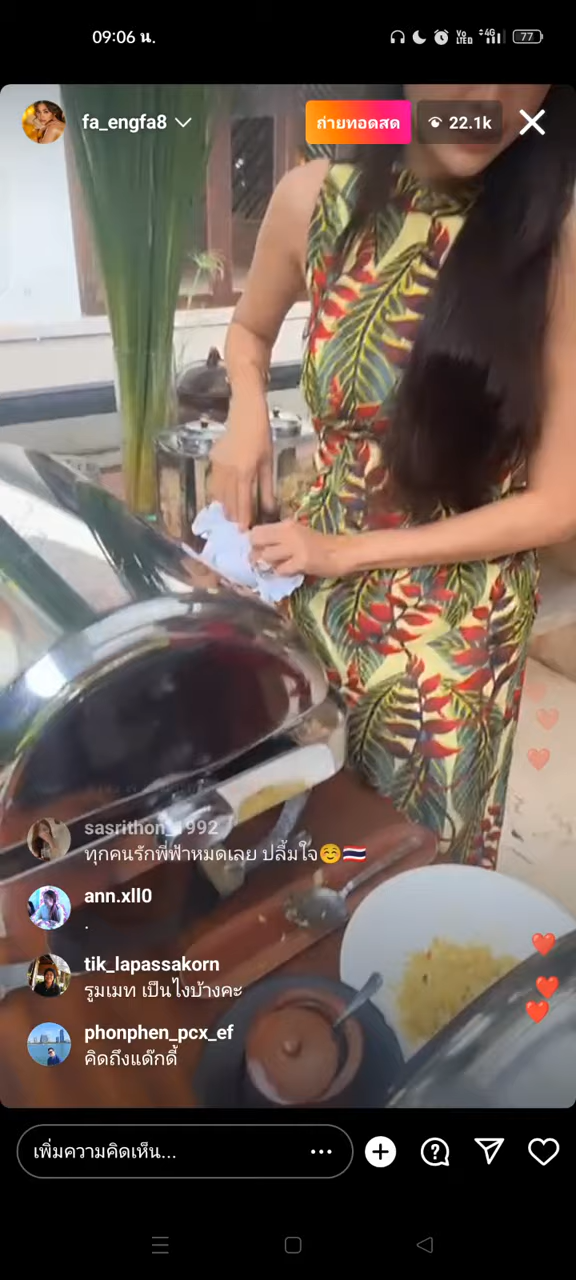 09:06 น.
Vo LTED 4G 77
fa_engfa8 ถ่ายทอดสด 22.1k
sasrithon_1992
ทุกคนรักพี่ฟ้าหมดเลย ปลื้มใจ☺️🇹🇭
ann.xll0
.
tik_lapassakorn
รูมเมท เป็นไงบ้างคะ
phonphen_pcx_ef
คิดถึงแด๊กดี้
เพิ่มความคิดเห็น...